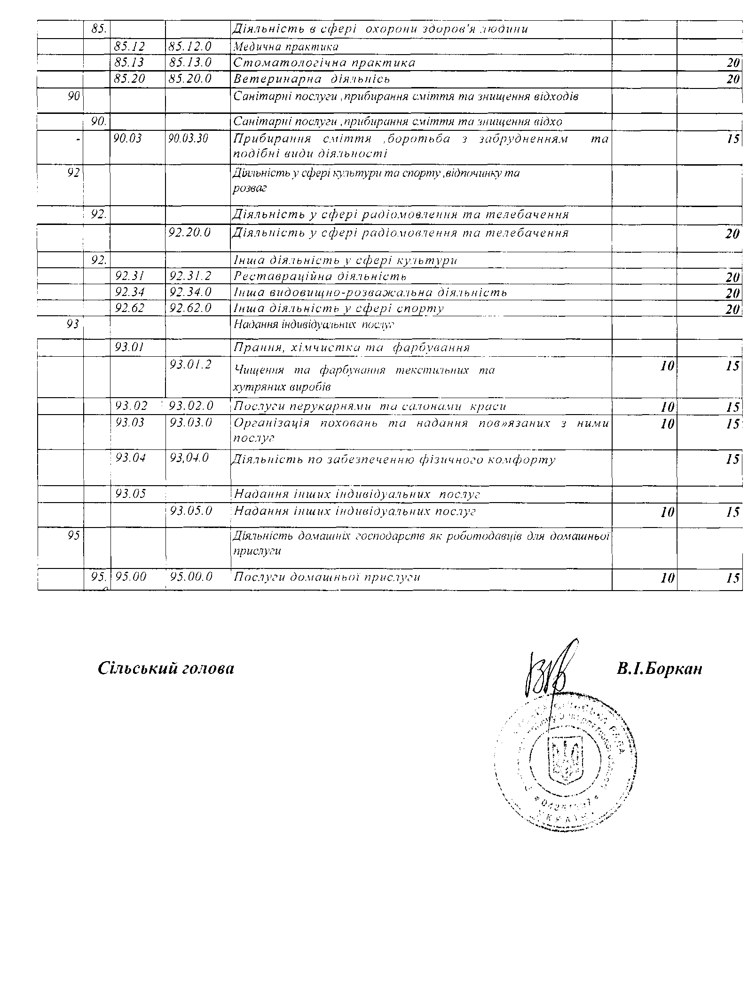 85. Діяльність в сфері охорони здоров'я людини
85.12 85.12.0 Медична практика
85.13 85.13.0 Стоматологічна практика 20
85.20 85.20.0 Ветеринарна діяльнісь 20
90 Санітарні послуги ,прибирання сміття та знищення відходів
90. Санітарні послуги ,прибирання сміття та знищення відхо
- 90.03 90.03.30 Прибирання сміття ,боротьба з забрудненням та 15
подібні види діяльності
92 Діяльність у сфері культури та спорту ,відпочинку та
розваг
92. Діяльність у сфері радіомовлення та телебачення
92.20.0 Діяльність у сфері радіомовлення та телебачення 20
92. Інша діяльність у сфері культури
92.31 92.31.2 Реставраційна діяльність 20
92.34 92.34.0 Інша видовищно-розважальна діяльність 20
92.62 92.62.0 Інша діяльність у сфері спорту 20
93 Надання індивідуальних послуг
93.01 Прання, хімчистка та фарбування
93.01.2 Чищення та фарбування текстильних та 10 15
хутряних виробів
93.02 93.02.0 Послуги перукарнями та салонами краси 10 15
93.03 93.03.0 Організація поховань та надання пов»язаних з ними 10 15
послуг
93.04 93,04.0 Діяльність по забезпеченню фізичного комфорту 15
93.05 Надання інших індивідуальних послуг
93.05.0 Надання інших індивідуальних послуг 10 15
95 Діяльність домашніх господарств як роботодавців для домашньої
прислуги
95. 95.00 95.00.0 Послуги домашньої прислуги 10 15
Сільський голова В.І.Боркан